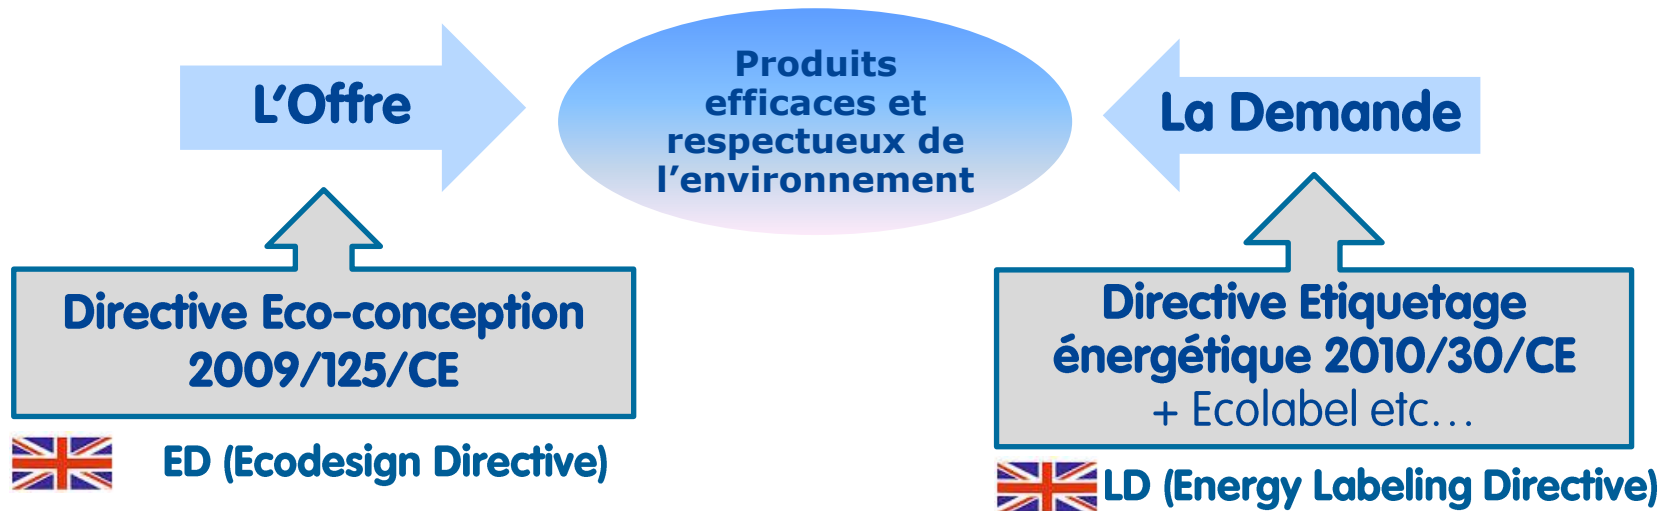 L’Offre
Produits
efficaces et
respectueux de
l’environnement
La Demande
Directive Eco-conception
2009/125/CE
Directive Etiquetage
énergétique 2010/30/CE
+ Ecolabel etc…
ED (Ecodesign Directive)
LD (Energy Labeling Directive)